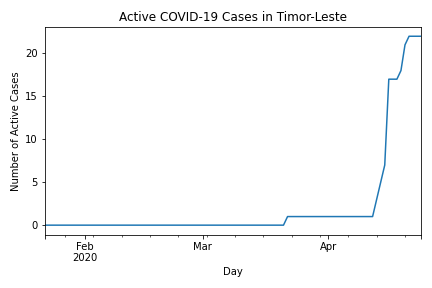 Active COVID-19 Cases in Timor-Leste
20
15
10
5
0
Number of Active Cases
Feb
2020
Mar
Apr
Day